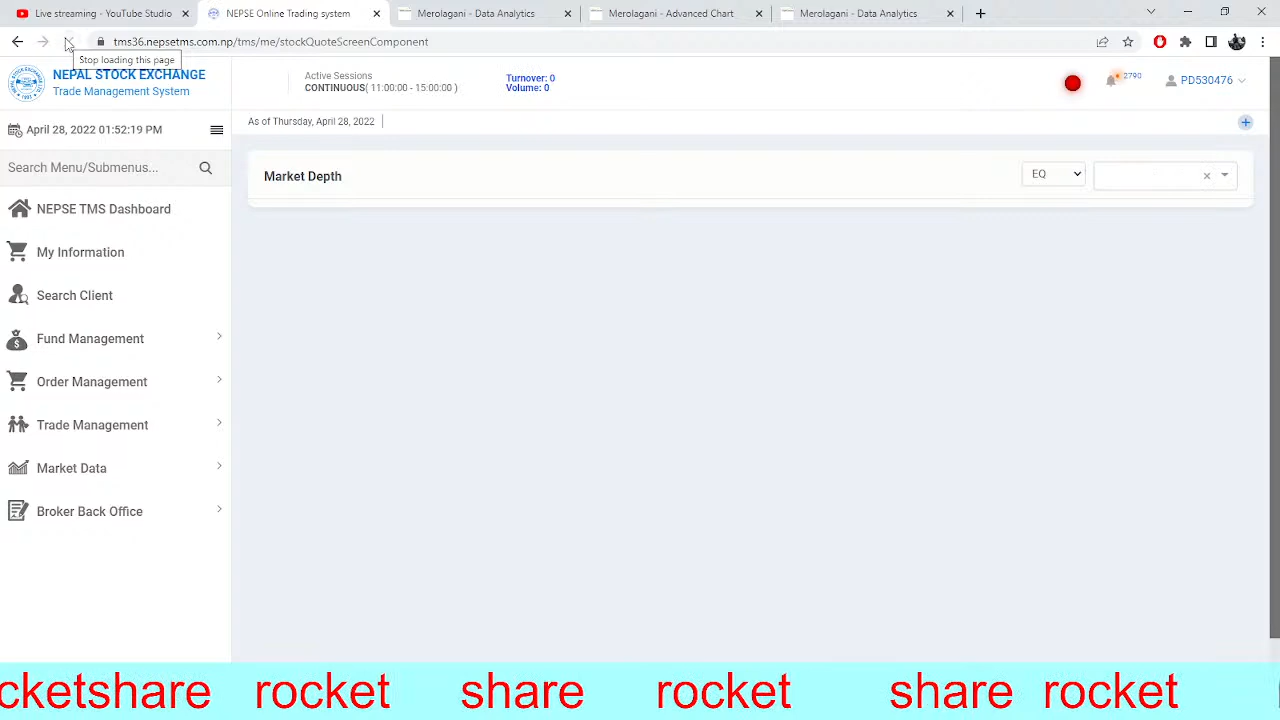 Live streaming - YouTube Studio
NEPSE Online Trading system
Merolagani - Data Analytics
Merolagani - Advanced Chart
Merolagani - Data Analytics
tms36.nepsetms.com.np/tms/me/stockQuoteScreenComponent
Stop loading this page
NEPAL STOCK EXCHANGE
Trade Management System
Active Sessions
CONTINUOUS( 11:00:00 - 15:00:00 )
Turnover: 0
Volume: 0
2790
PD530476
April 28, 2022 01:52:19 PM
As of Thursday, April 28, 2022
Search Menu/Submenus...
Market Depth
EQ
NEPSE TMS Dashboard
My Information
Search Client
Fund Management
Order Management
Trade Management
Market Data
Broker Back Office
cketshare rocket share rocket share rocket